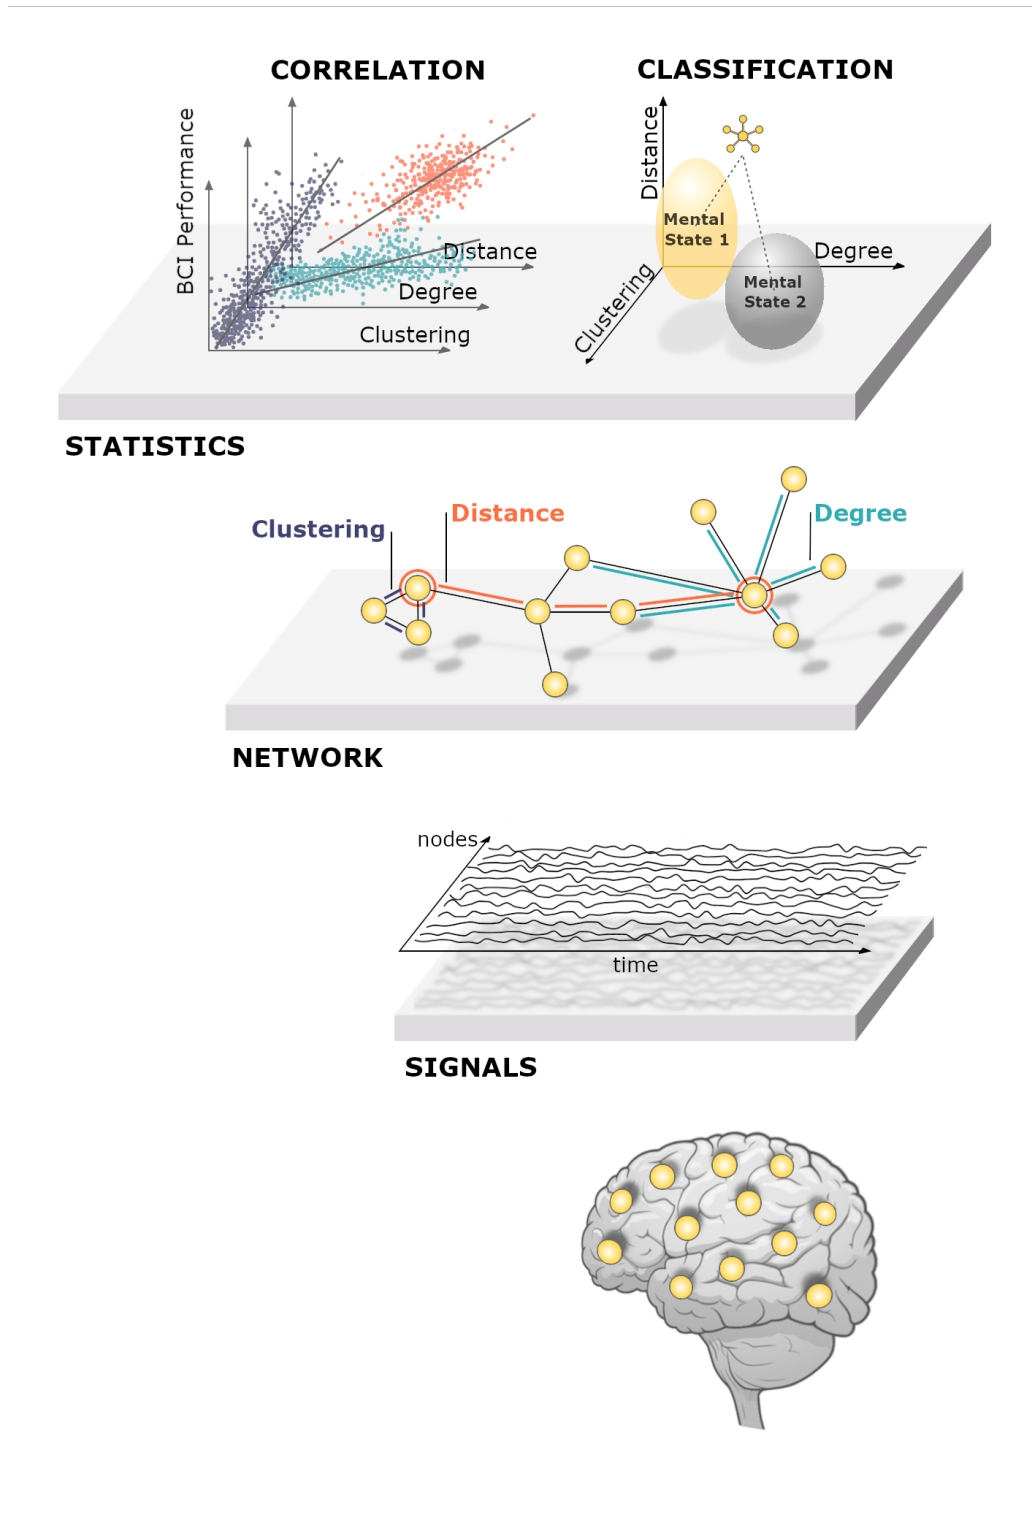 CORRELATION
CLASSIFICATION
BCI Performance
Distance
Degree
Clustering
Distance
Mental
State 1
Degree
Mental
State 2
Clustering
STATISTICS
Clustering
Distance
Degree
NETWORK
nodes
time
SIGNALS